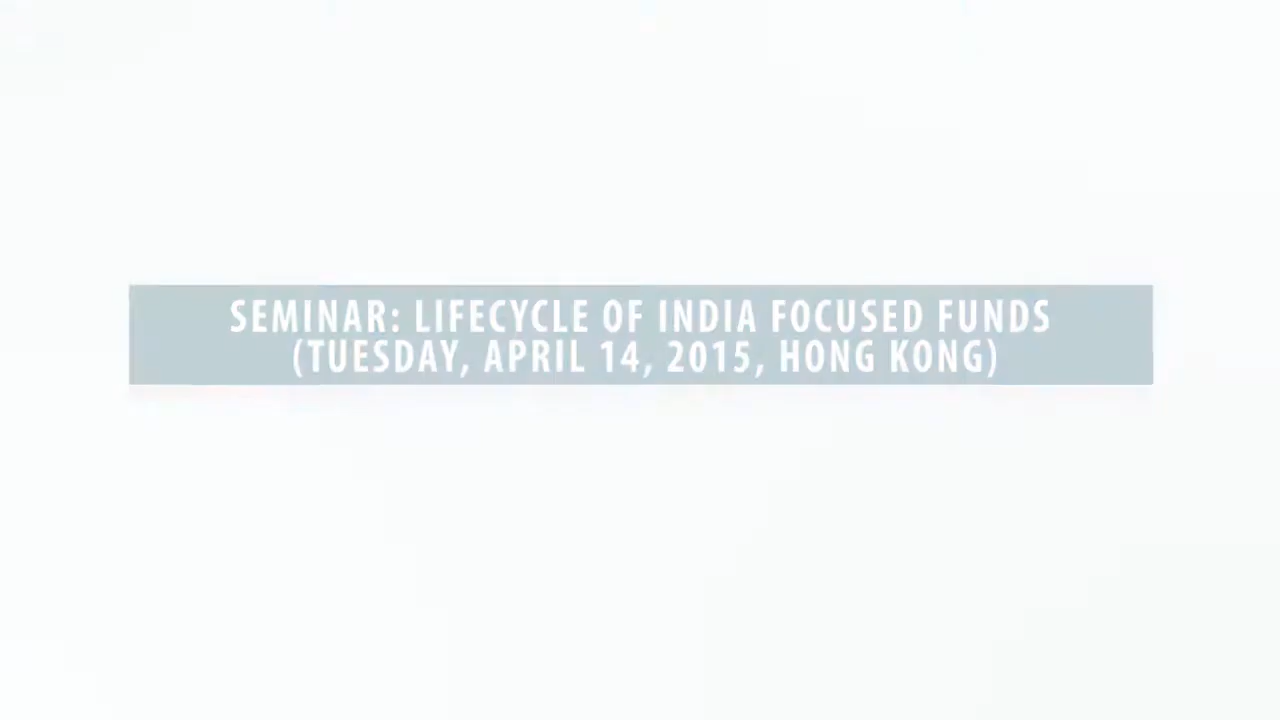 SEMINAR: LIFECYCLE OF INDIA FOCUSED FUNDS
(TUESDAY, APRIL 14, 2015, HONG KONG)